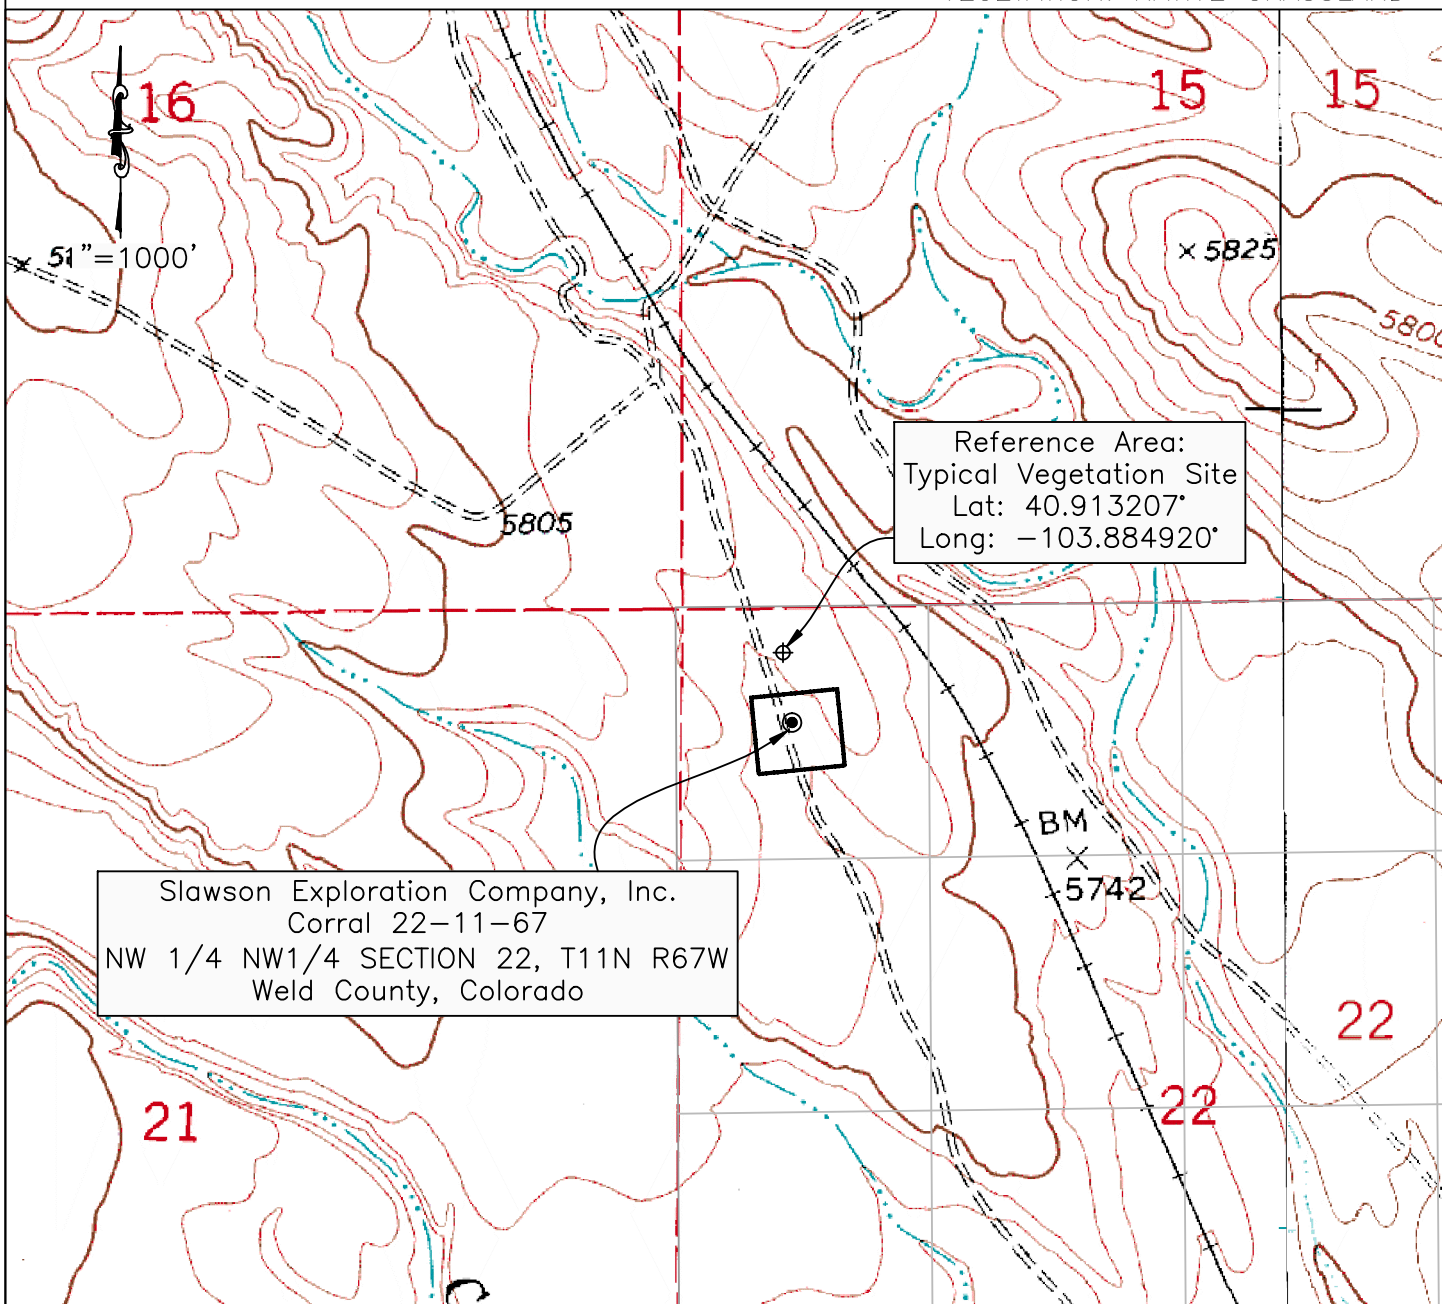 16
15
15
51"=1000'
5825
5800
Reference Area:
Typical Vegetation Site
Lat: 40.913207°
Long: -103.884920°
5805
BM
5742
Slawson Exploration Company, Inc.
Corral 22-11-67
NW 1/4 NW1/4 SECTION 22, T11N R67W
Weld County, Colorado
22
21
22